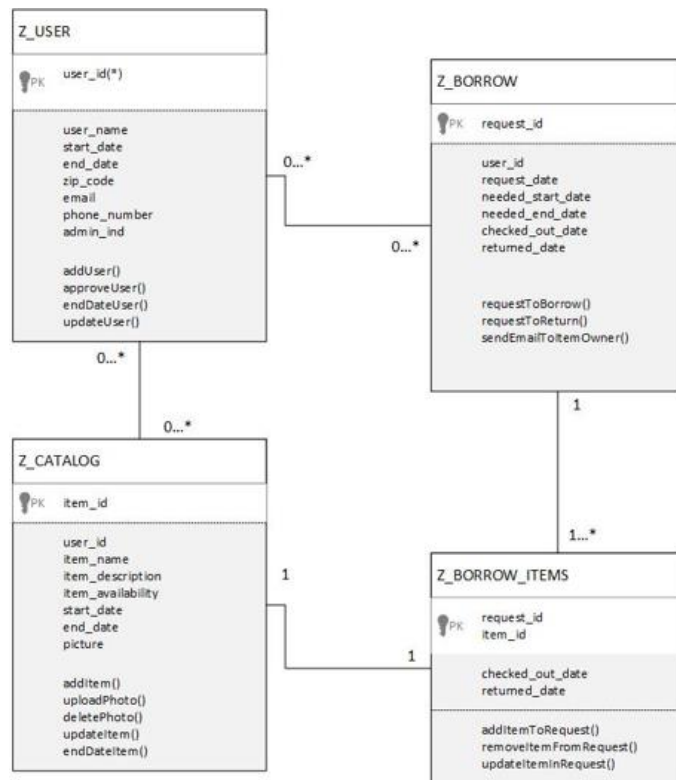 Z_USER
PK user_id(*)
user_name
start_date
end_date
zip_code
email
phone_number
admin_ind
addUser()
approveUser()
endDateUser()
updateUser()
0...*
0...*
Z_BORROW
PK request_id
user_id
request_date
needed_start_date
needed_end_date
checked_out_date
returned_date
requestToBorrow()
requestToReturn()
sendEmailToItemOwner()
0...*
0...*
Z_CATALOG
PK item_id
user_id
item_name
item_description
item_availability
start_date
end_date
picture
addItem()
uploadPhoto()
deletePhoto()
updateItem()
endDateItem()
1
1
1
1...*
Z_BORROW_ITEMS
PK request_id
item_id
checked_out_date
returned_date
addItemToRequest()
removeItemFromRequest()
updateItemInRequest()